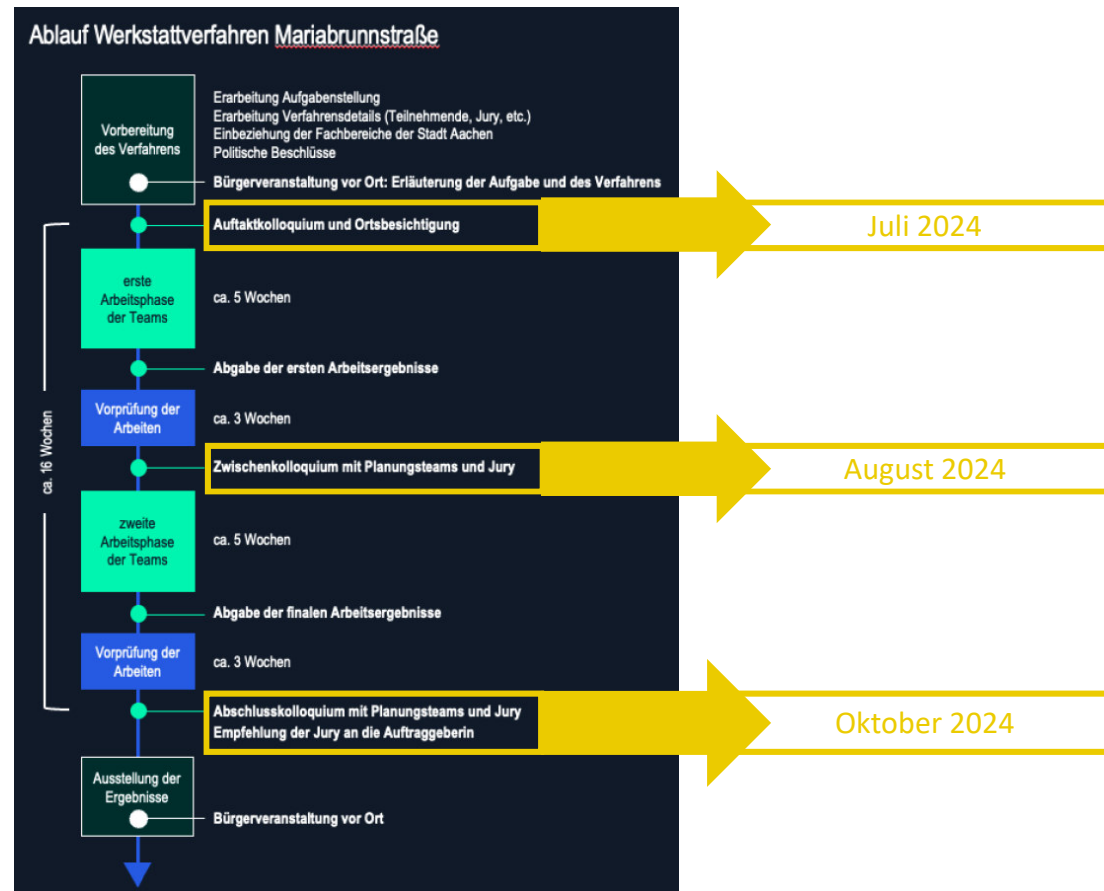 Ablauf Werkstattverfahren Mariabrunnstraße
Vorbereitung
des Verfahrens
Erarbeitung Aufgabenstellung
Erarbeitung Verfahrensdetails (Teilnehmende, Jury, etc.)
Einbeziehung der Fachbereiche der Stadt Aachen
Politische Beschlüsse
Bürgerveranstaltung vor Ort: Erläuterung der Aufgabe und des Verfahrens
Auftaktkolloquium und Ortsbesichtigung
Juli 2024
ca. 16 Wochen
erste
Arbeitsphase
der Teams
ca. 5 Wochen
Abgabe der ersten Arbeitsergebnisse
Vorprüfung der
Arbeiten
ca. 3 Wochen
Zwischenkolloquium mit Planungsteams und Jury
August 2024
zweite
Arbeitsphase
der Teams
ca. 5 Wochen
Abgabe der finalen Arbeitsergebnisse
Vorprüfung der
Arbeiten
ca. 3 Wochen
Abschlusskolloquium mit Planungsteams und Jury
Empfehlung der Jury an die Auftraggeberin
Oktober 2024
Ausstellung der
Ergebnisse
Bürgerveranstaltung vor Ort